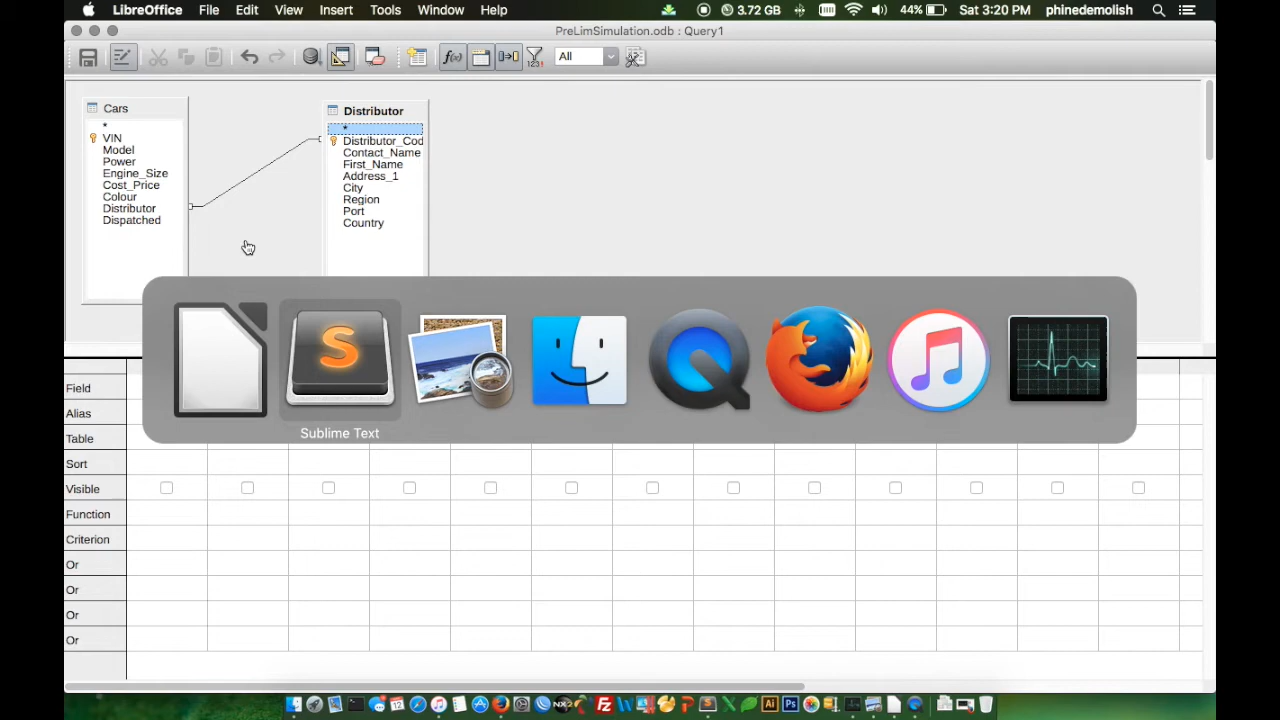 LibreOffice File Edit View Insert Tools Window Help 3.72 GB 44% Sat 3:20 PM phinedemolish
PreLimSimulation.odb : Query1
f(x) 123! All
Cars
*
VIN
Model
Power
Engine_Size
Cost_Price
Colour
Distributor
Dispatched
Distributor
*
Distributor_Cod
Contact_Name
First_Name
Address_1
City
Region
Port
Country
Sublime Text
Field
Alias
Table
Sort
Visible
Function
Criterion
Or
Or
Or
Or